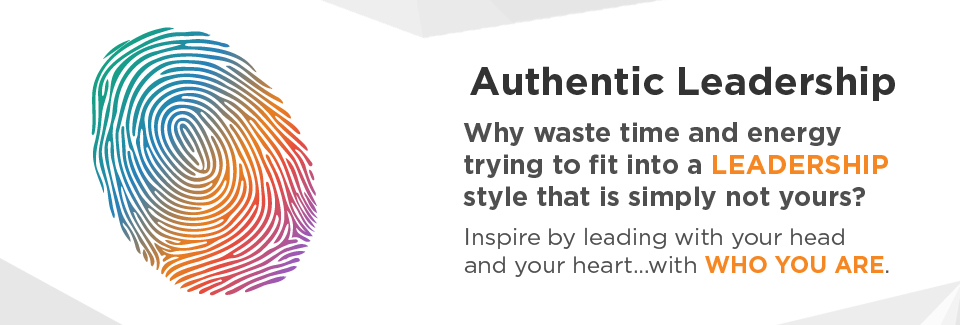 Authentic Leadership
Why waste time and energy
trying to fit into a LEADERSHIP
style that is simply not yours?
Inspire by leading with your head
and your heart...with WHO YOU ARE.